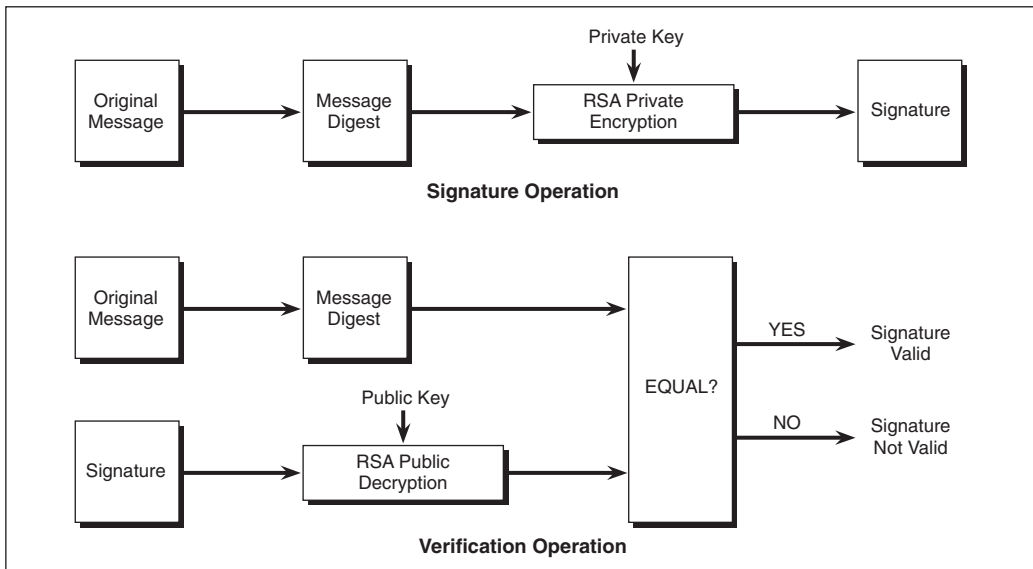 Private Key
Original
Message
Message
Digest
RSA Private
Encryption
Signature
Signature Operation
Original
Message
Message
Digest
EQUAL?
YES
Signature
Valid
NO
Signature
Not Valid
Public Key
Signature
RSA Public
Decryption
Verification Operation